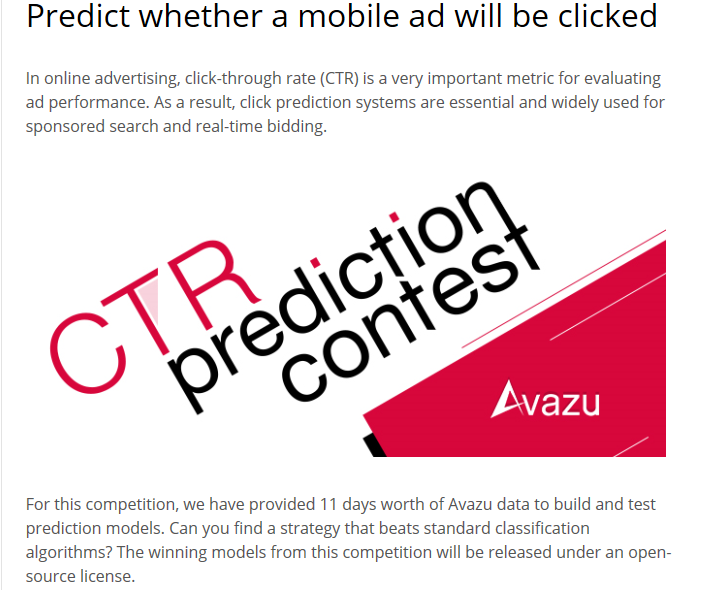 Predict whether a mobile ad will be clicked
In online advertising, click-through rate (CTR) is a very important metric for evaluating
ad performance. As a result, click prediction systems are essential and widely used for
sponsored search and real-time bidding.
CTR
prediction
contest
Avazu
For this competition, we have provided 11 days worth of Avazu data to build and test
prediction models. Can you find a strategy that beats standard classification
algorithms? The winning models from this competition will be released under an open-
source license.